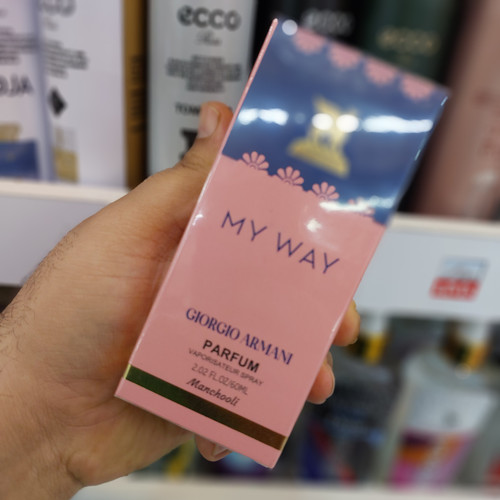 ecco
MY WAY
GIORGIO ARMANI
PARFUM
VAPORISATEUR SPRAY
2.02 FL.OZ/60ML
Manchooli